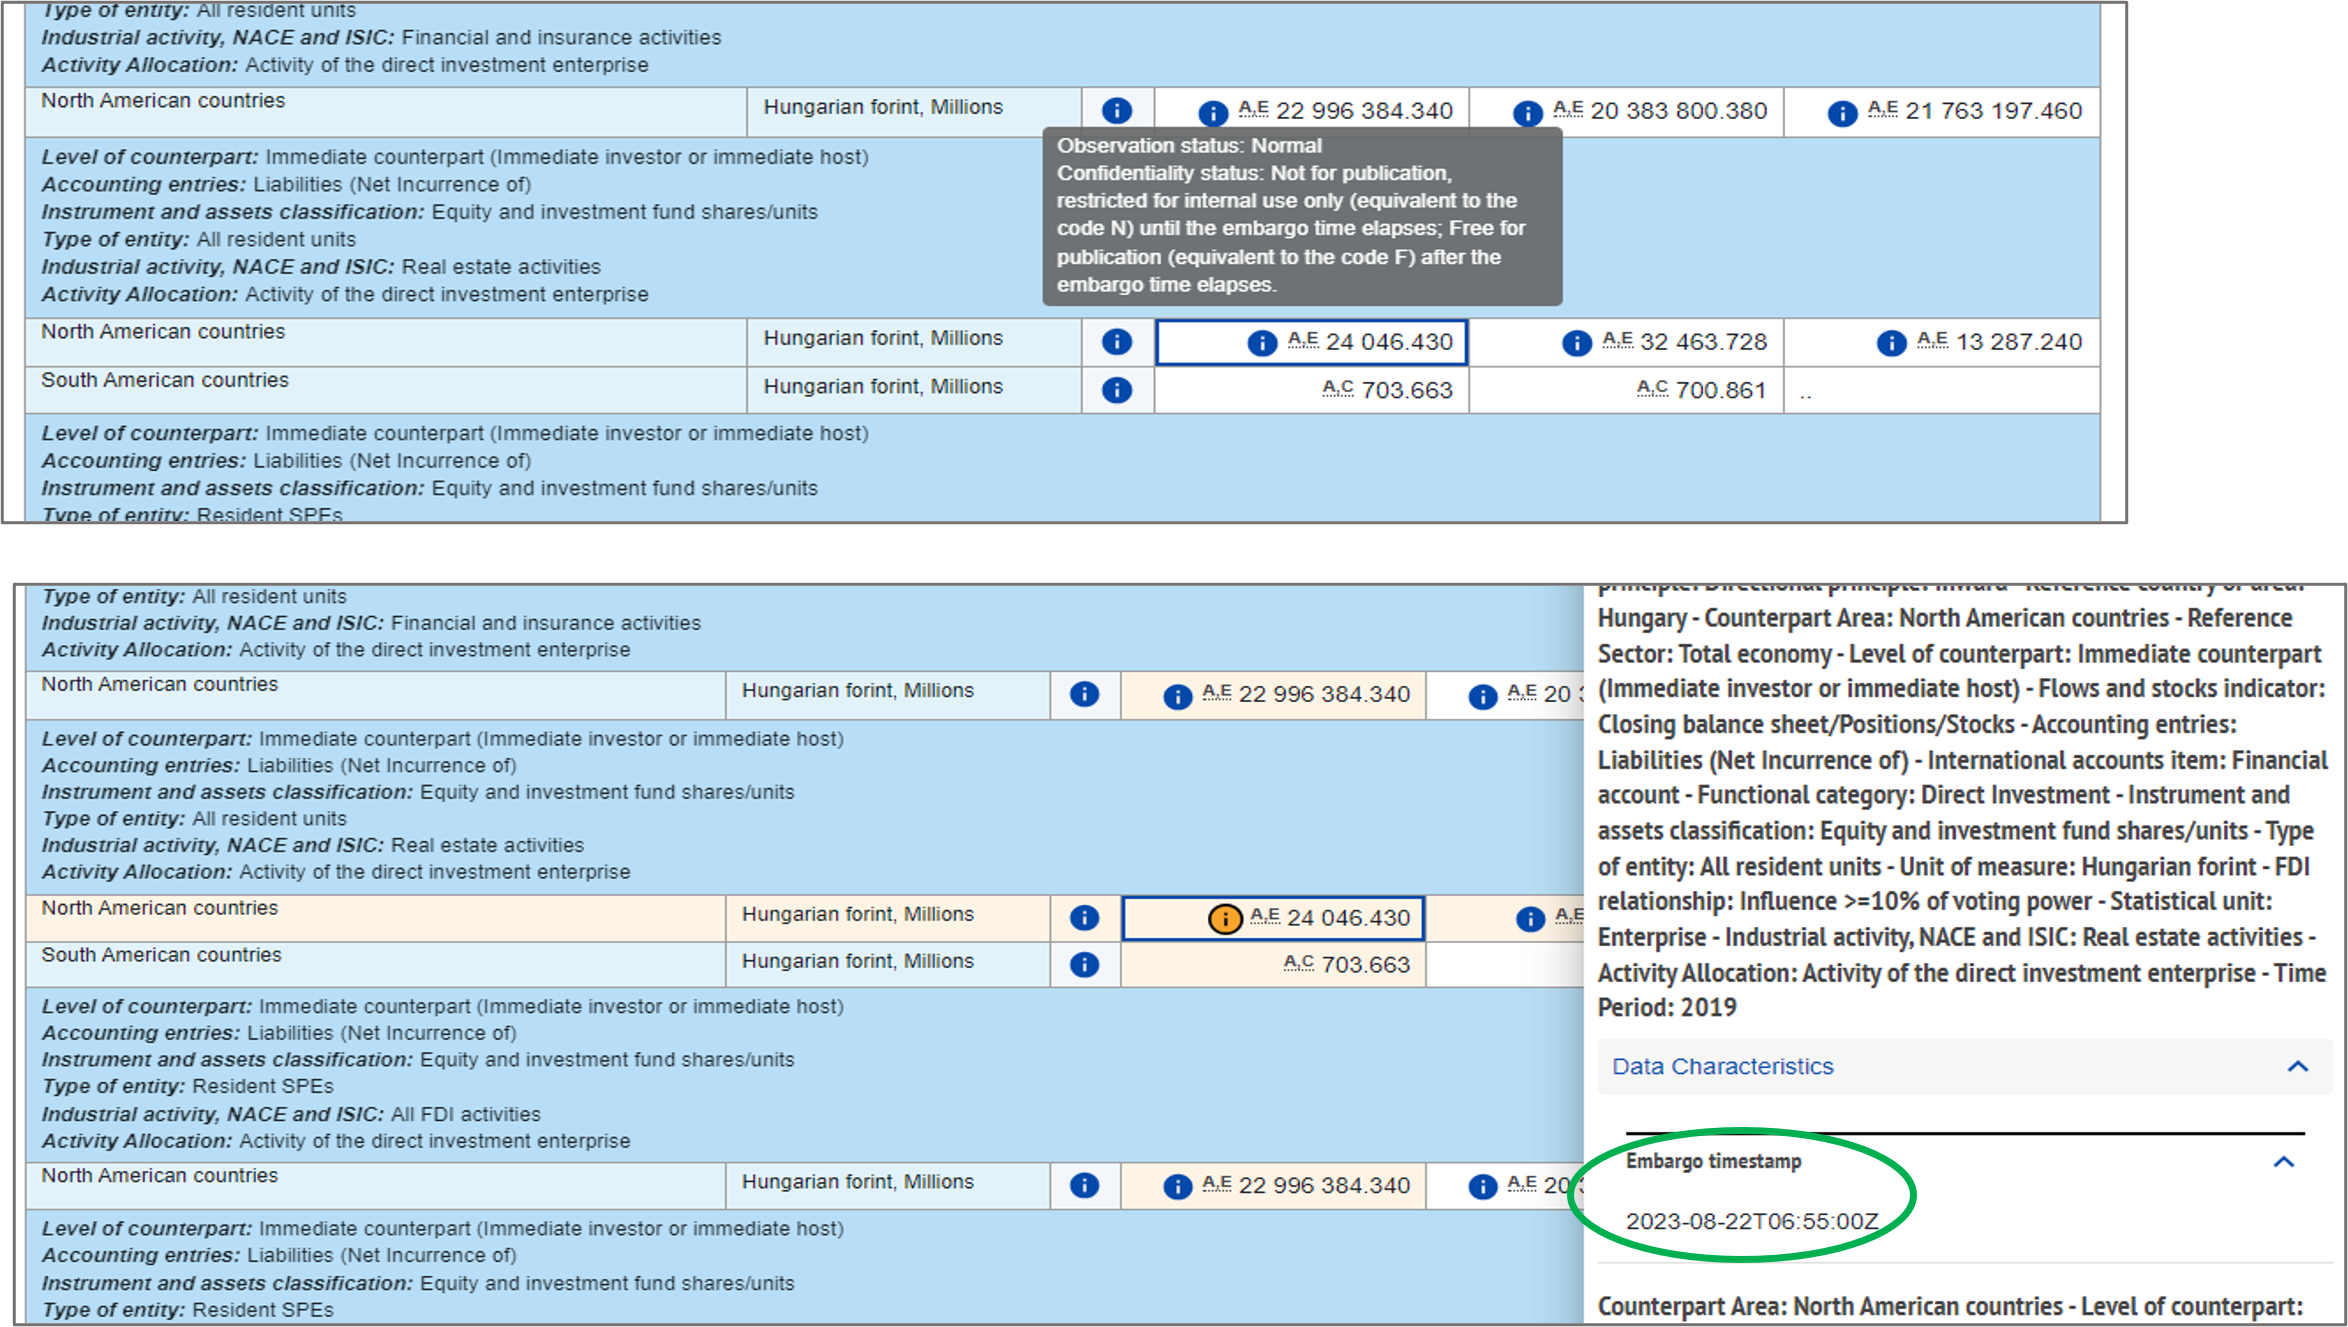 Type of entity: All resident units
Industrial activity, NACE and ISIC: Financial and insurance activities
Activity Allocation: Activity of the direct investment enterprise
North American countries Hungarian forint, Millions i i A,E 22 996 384.340 i A,E 20 383 800.380 i A,E 21 763 197.460
Level of counterpart: Immediate counterpart (Immediate investor or immediate host)
Accounting entries: Liabilities (Net Incurrence of)
Instrument and assets classification: Equity and investment fund shares/units
Type of entity: All resident units
Industrial activity, NACE and ISIC: Real estate activities
Activity Allocation: Activity of the direct investment enterprise
Observation status: Normal
Confidentiality status: Not for publication,
restricted for internal use only (equivalent to the
code N) until the embargo time elapses; Free for
publication (equivalent to the code F) after the
embargo time elapses.
North American countries Hungarian forint, Millions i i A,E 24 046.430 i A,E 32 463.728 i A,E 13 287.240
South American countries Hungarian forint, Millions i A,C 703.663 A,C 700.861 ..
Level of counterpart: Immediate counterpart (Immediate investor or immediate host)
Accounting entries: Liabilities (Net Incurrence of)
Instrument and assets classification: Equity and investment fund shares/units
Type of entity: Resident SPEs
Type of entity: All resident units
Industrial activity, NACE and ISIC: Financial and insurance activities
Activity Allocation: Activity of the direct investment enterprise
North American countries Hungarian forint, Millions i i A,E 22 996 384.340 i A,E 20
Level of counterpart: Immediate counterpart (Immediate investor or immediate host)
Accounting entries: Liabilities (Net Incurrence of)
Instrument and assets classification: Equity and investment fund shares/units
Type of entity: All resident units
Industrial activity, NACE and ISIC: Real estate activities
Activity Allocation: Activity of the direct investment enterprise
North American countries Hungarian forint, Millions i i A,E 24 046.430 i A,E
South American countries Hungarian forint, Millions i A,C 703.663
Level of counterpart: Immediate counterpart (Immediate investor or immediate host)
Accounting entries: Liabilities (Net Incurrence of)
Instrument and assets classification: Equity and investment fund shares/units
Type of entity: Resident SPEs
Industrial activity, NACE and ISIC: All FDI activities
Activity Allocation: Activity of the direct investment enterprise
North American countries Hungarian forint, Millions i i A,E 22 996 384.340 i A,E 20
Level of counterpart: Immediate counterpart (Immediate investor or immediate host)
Accounting entries: Liabilities (Net Incurrence of)
Instrument and assets classification: Equity and investment fund shares/units
Type of entity: Resident SPEs
principle: Directional principle: Inward - Reference country or area:
Hungary - Counterpart Area: North American countries - Reference
Sector: Total economy - Level of counterpart: Immediate counterpart
(Immediate investor or immediate host) - Flows and stocks indicator:
Closing balance sheet/Positions/Stocks - Accounting entries:
Liabilities (Net Incurrence of) - International accounts item: Financial
account - Functional category: Direct Investment - Instrument and
assets classification: Equity and investment fund shares/units - Type
of entity: All resident units - Unit of measure: Hungarian forint - FDI
relationship: Influence >=10% of voting power - Statistical unit:
Enterprise - Industrial activity, NACE and ISIC: Real estate activities -
Activity Allocation: Activity of the direct investment enterprise - Time
Period: 2019
Data Characteristics
Embargo timestamp
2023-08-22T06:55:00Z
Counterpart Area: North American countries - Level of counterpart: